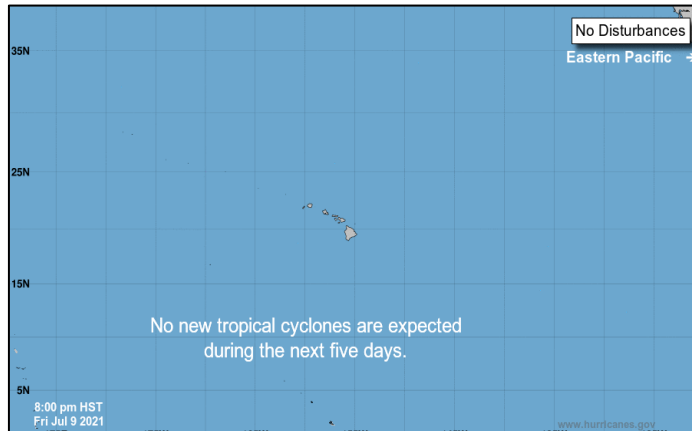 No Disturbances
35N
Eastern Pacific →
25N
15N
No new tropical cyclones are expected
during the next five days.
5N
8:00 pm HST
Fri Jul 9 2021
www.hurricanes.gov